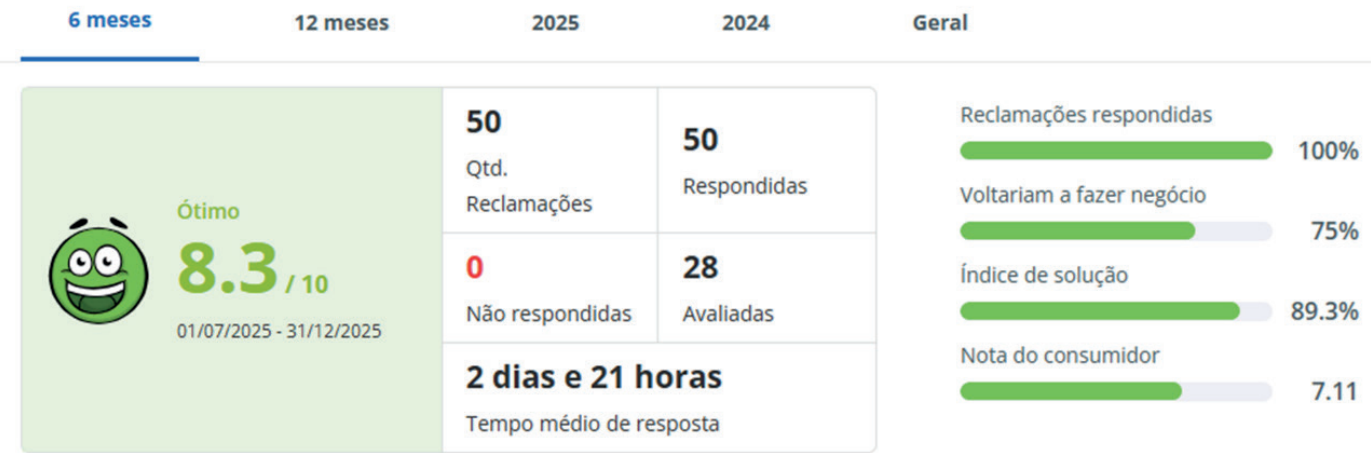 6 meses
12 meses
2025
2024
Geral
Ótimo
8.3 / 10
01/07/2025 - 31/12/2025
50
Qtd.
Reclamações
50
Respondidas
0
Não respondidas
28
Avaliadas
2 dias e 21 horas
Tempo médio de resposta
Reclamações respondidas
100%
Voltariam a fazer negócio
75%
Índice de solução
89.3%
Nota do consumidor
7.11